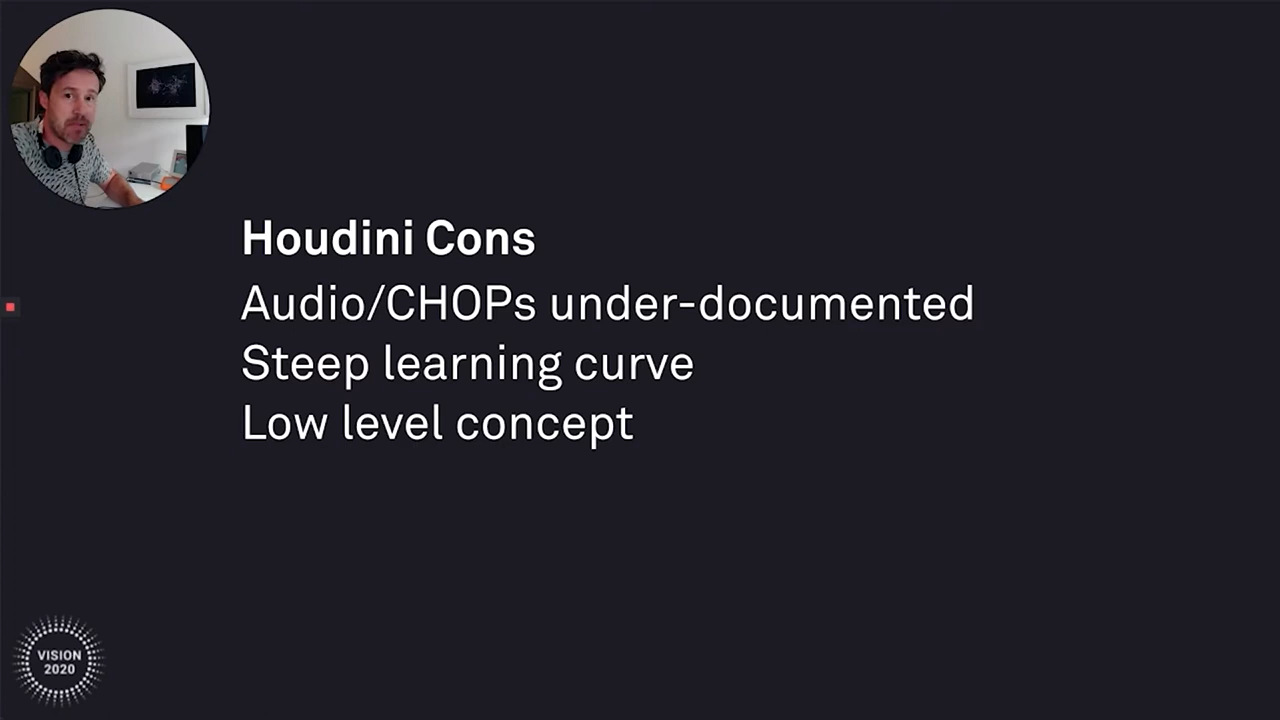 Houdini Cons
Audio/CHOPs under-documented
Steep learning curve
Low level concept
VISION
2020